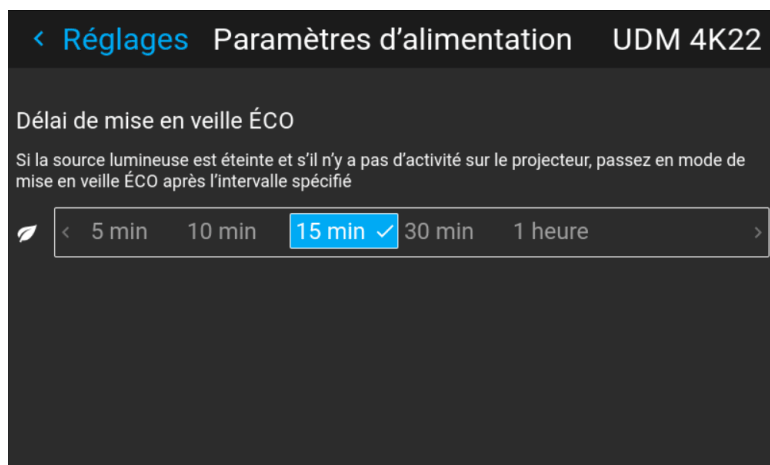 Réglages Paramètres d’alimentation UDM 4K22
Délai de mise en veille ÉCO
Si la source lumineuse est éteinte et s’il n’y a pas d’activité sur le projecteur, passez en mode de
mise en veille ÉCO après l’intervalle spécifié
5 min 10 min 15 min 30 min 1 heure